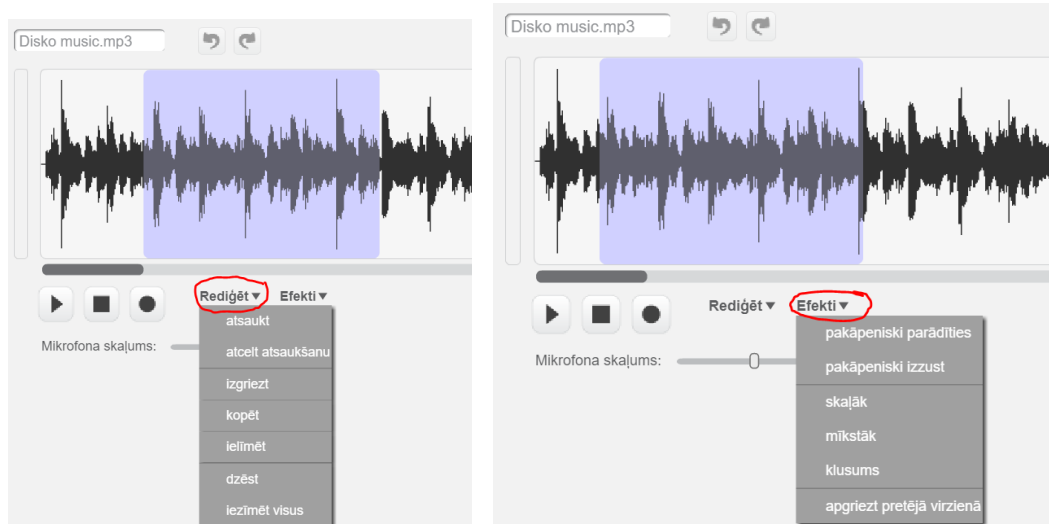 Disko music.mp3
Rediģēt ▾ Efekti ▾
atsaukt
Mikrofona skaļums:
atcelt atsaukšanu
izgriezt
kopēt
ielīmēt
dzēst
iezīmēt visus
Disko music.mp3
Rediģēt ▾ Efekti ▾
pakāpeniski parādīties
Mikrofona skaļums:
pakāpeniski izzust
skaļāk
mīkstāk
klusums
apgriezt pretējā virzienā